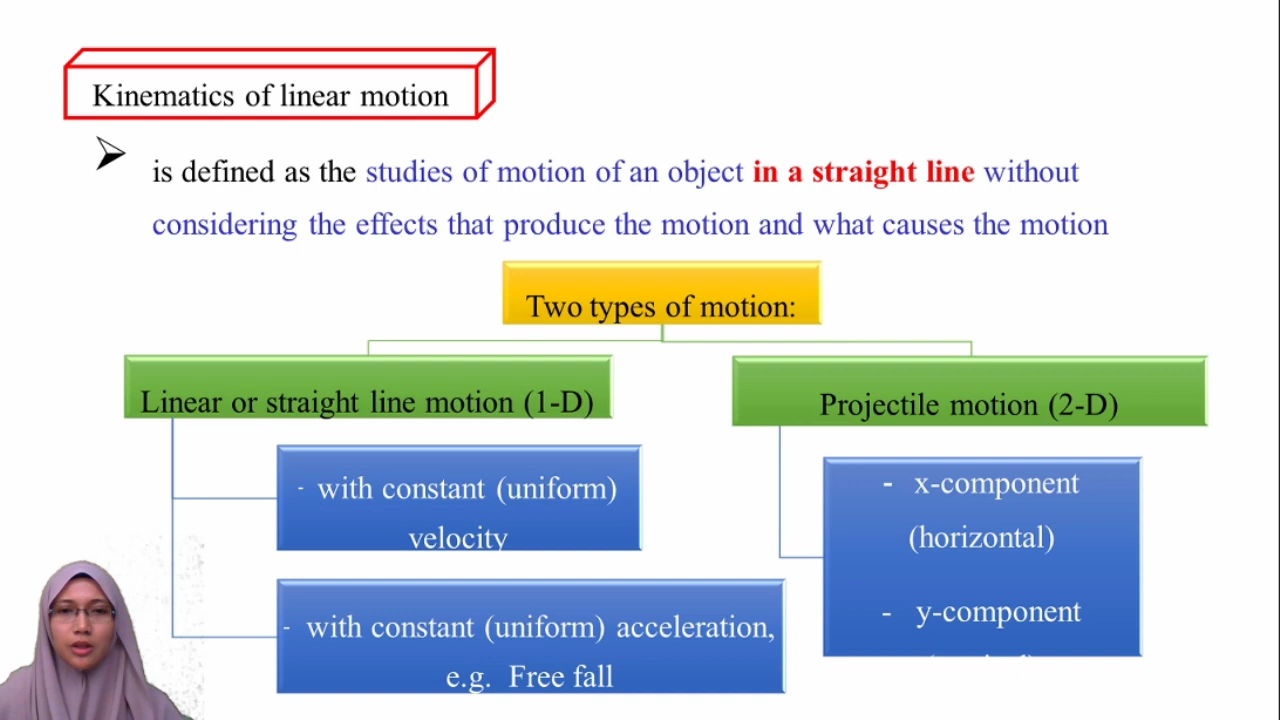 Kinematics of linear motion
is defined as the studies of motion of an object in a straight line without
considering the effects that produce the motion and what causes the motion
Two types of motion:
Linear or straight line motion (1-D)
- with constant (uniform)
velocity
- with constant (uniform) acceleration,
e.g. Free fall
Projectile motion (2-D)
- x-component
(horizontal)
- y-component